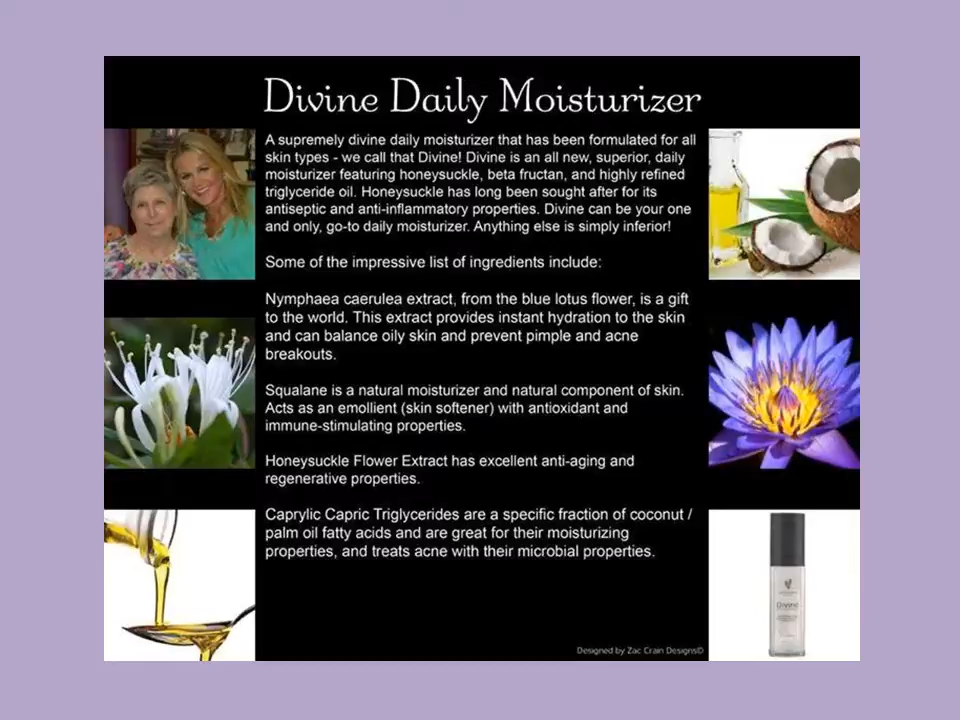 Divine Daily Moisturizer
A supremely divine daily moisturizer that has been formulated for all
skin types - we call that Divine! Divine is an all new, superior, daily
moisturizer featuring honeysuckle, beta fructan, and highly refined
triglyceride oil. Honeysuckle has long been sought after for its
antiseptic and anti-inflammatory properties. Divine can be your one
and only, go-to daily moisturizer. Anything else is simply inferior!
Some of the impressive list of ingredients include:
Nymphaea caerulea extract, from the blue lotus flower, is a gift
to the world. This extract provides instant hydration to the skin
and can balance oily skin and prevent pimple and acne
breakouts.
Squalane is a natural moisturizer and natural component of skin.
Acts as an emollient (skin softener) with antioxidant and
immune-stimulating properties.
Honeysuckle Flower Extract has excellent anti-aging and
regenerative properties.
Caprylic Capric Triglycerides are a specific fraction of coconut /
palm oil fatty acids and are great for their moisturizing
properties, and treats acne with their microbial properties.
Divine
Designed by Zac Crain Designs©